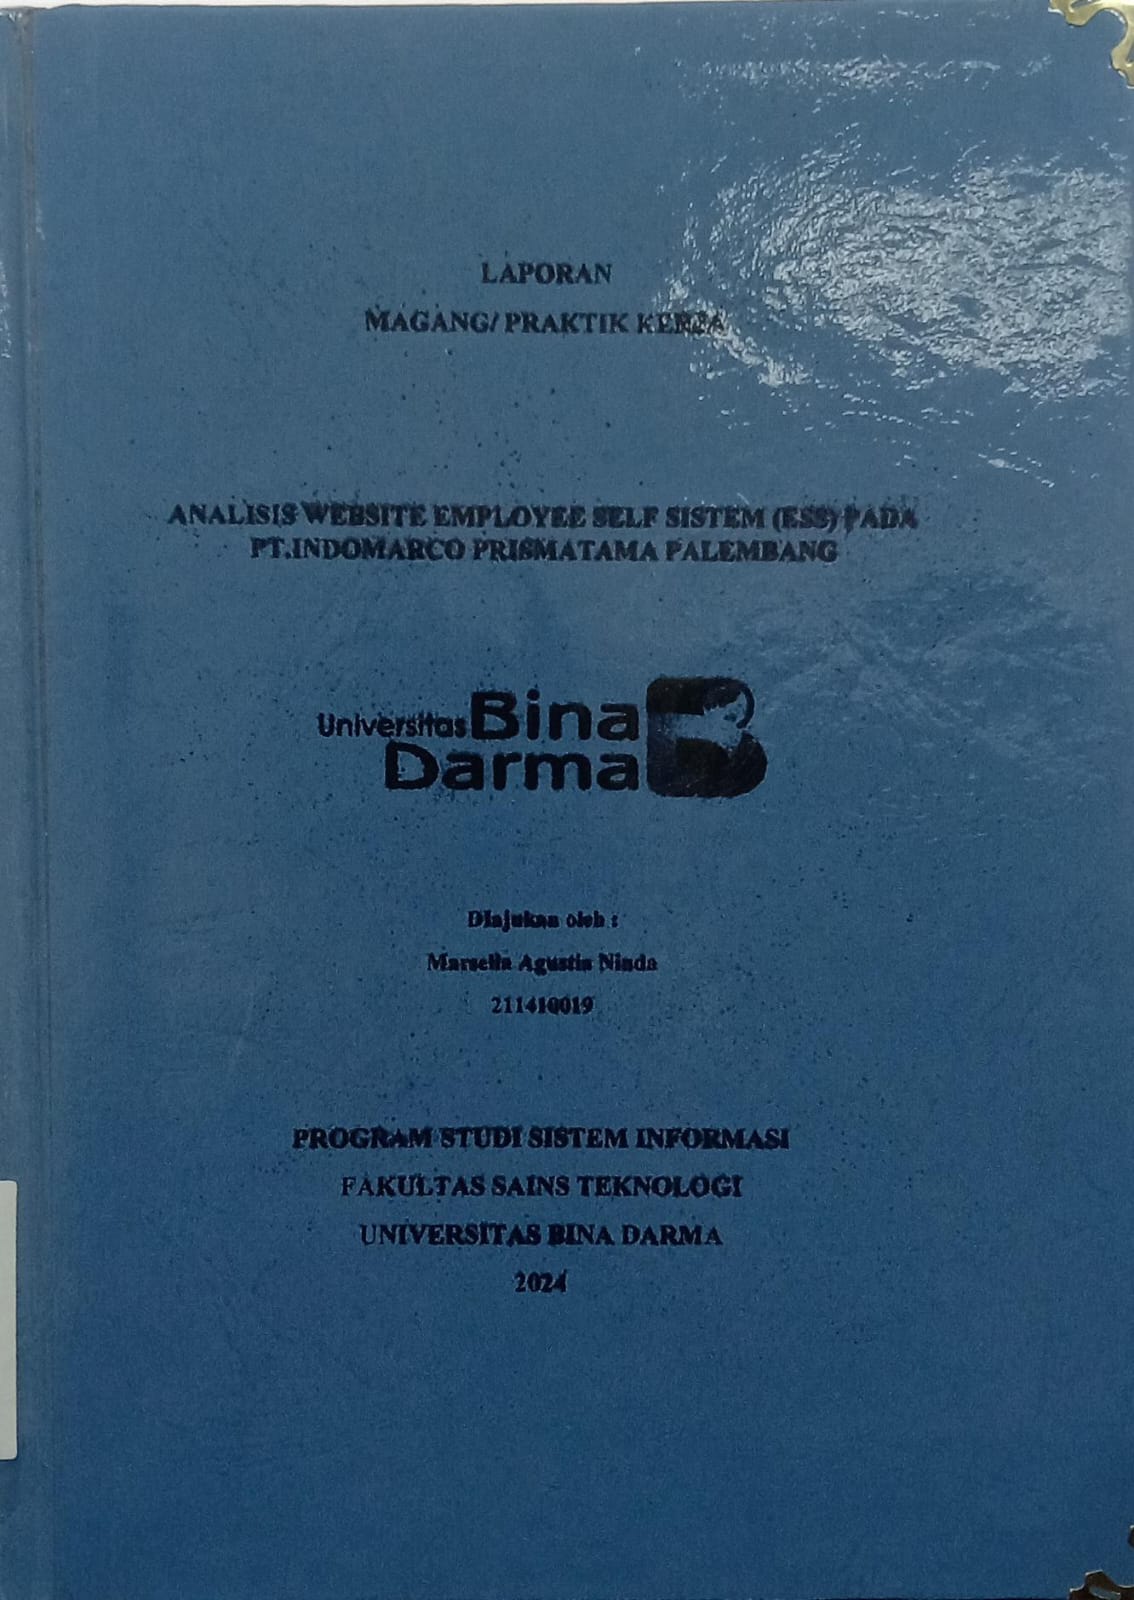 LAPORAN
MAGANG/ PRAKTIK KERJA
ANALISIS WEBSITE EMPLOYEE SELF SISTEM (ESS) PADA
PT.INDOMARCO PRISMATAMA PALEMBANG
Universitas Bina
Darma
Diajukan oleh :
Marsella Agustin Ninda
211410019
PROGRAM STUDI SISTEM INFORMASI
FAKULTAS SAINS TEKNOLOGI
UNIVERSITAS BINA DARMA
2024